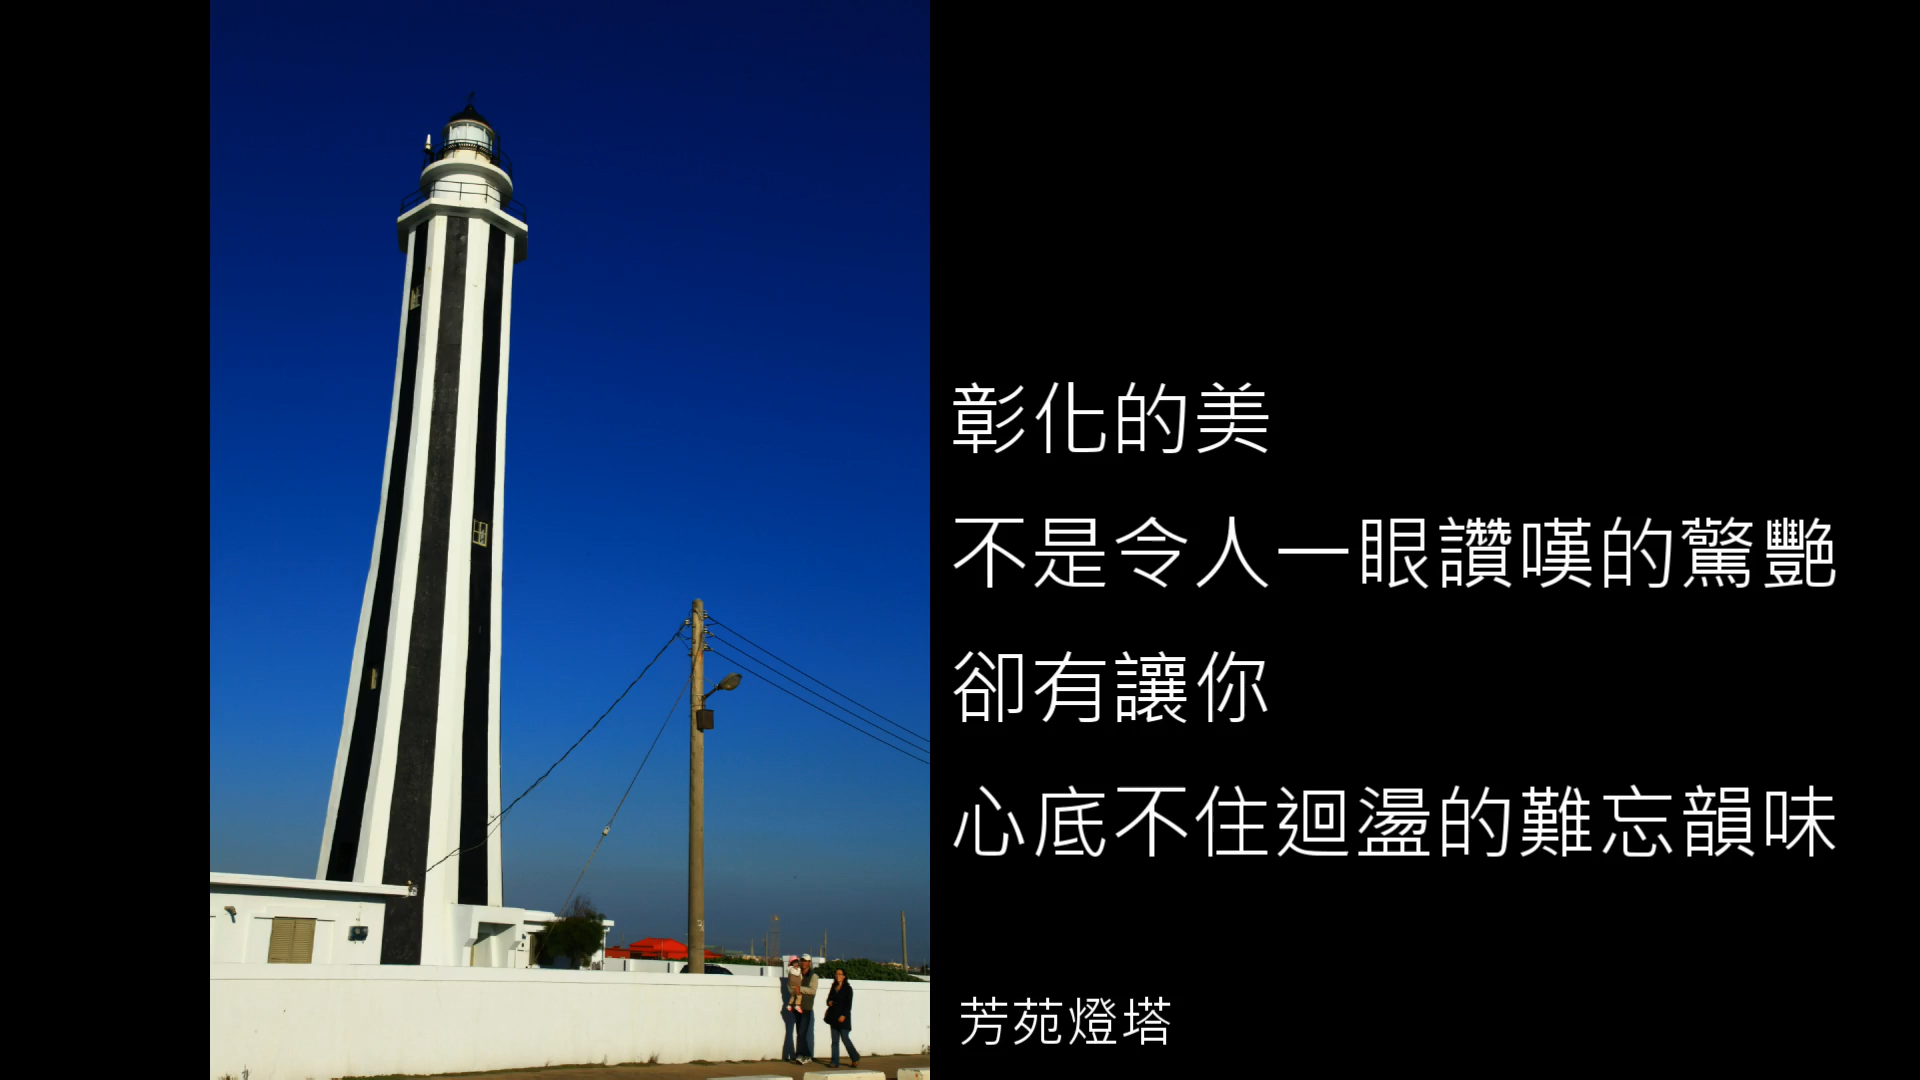 彰化的美
不是令人一眼讚嘆的驚艷
卻有讓你
心底不住迴盪的難忘韻味
芳苑燈塔